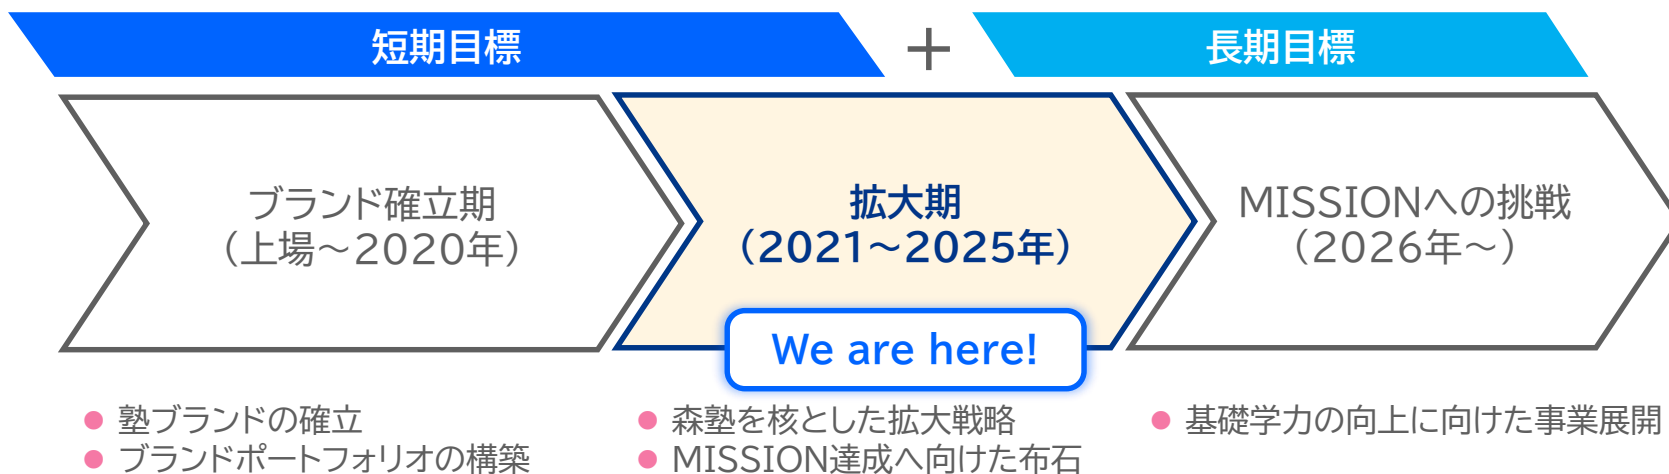 短期目標
+
長期目標
ブランド確立期
(上場～2020年)
拡大期
(2021～2025年)
We are here!
MISSIONへの挑戦
(2026年～)
● 塾ブランドの確立
● ブランドポートフォリオの構築
● 森塾を核とした拡大戦略
● MISSION達成へ向けた布石
● 基礎学力の向上に向けた事業展開